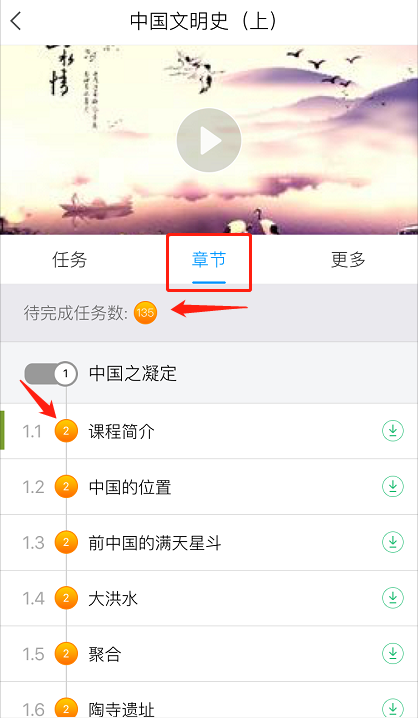 中国文明史（上）
任务
章节
更多
待完成任务数: 135
1 中国之凝定
1.1 2 课程简介
1.2 2 中国的位置
1.3 2 前中国的满天星斗
1.4 2 大洪水
1.5 2 聚合
1.6 2 陶寺遗址